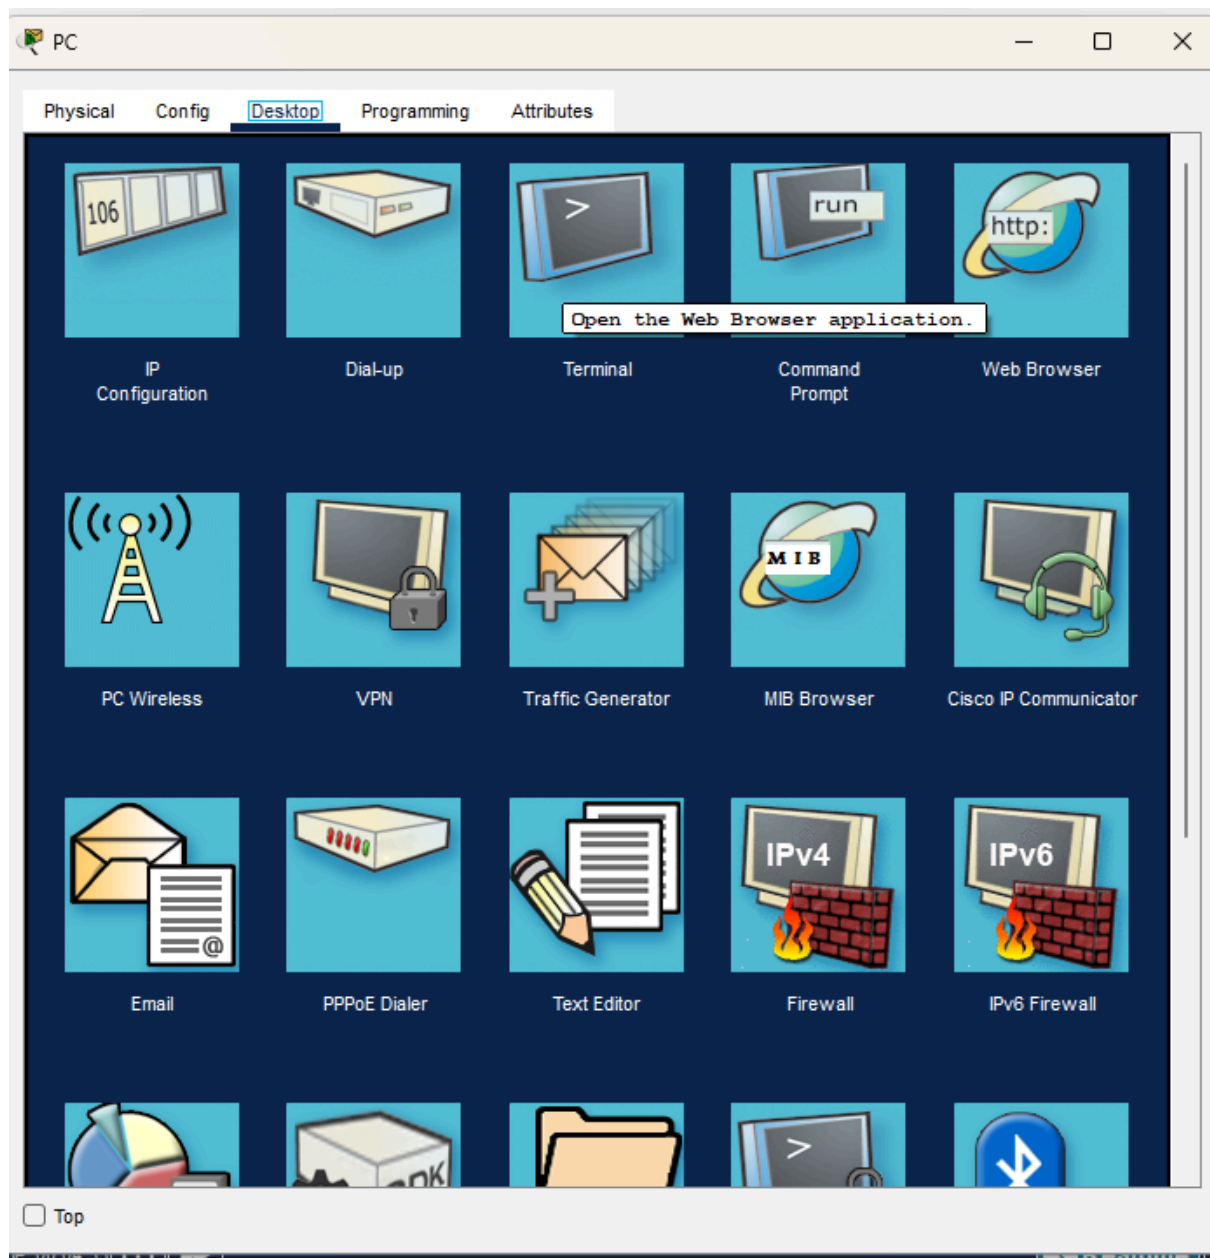 PC
Physical Config Desktop Programming Attributes
106
>
run
http:
Open the Web Browser application.
IP
Configuration
Dial-up
Terminal
Command
Prompt
Web Browser
MIB
PC Wireless
VPN
Traffic Generator
MIB Browser
Cisco IP Communicator
@
IPv4
IPv6
Email
PPPoE Dialer
Text Editor
Firewall
IPv6 Firewall
>
Top